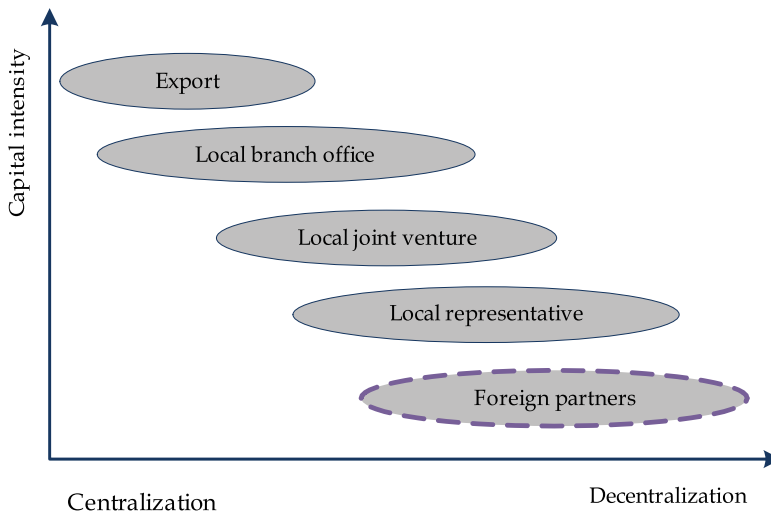 Capital intensity
Export
Local branch office
Local joint venture
Local representative
Foreign partners
Centralization
Decentralization